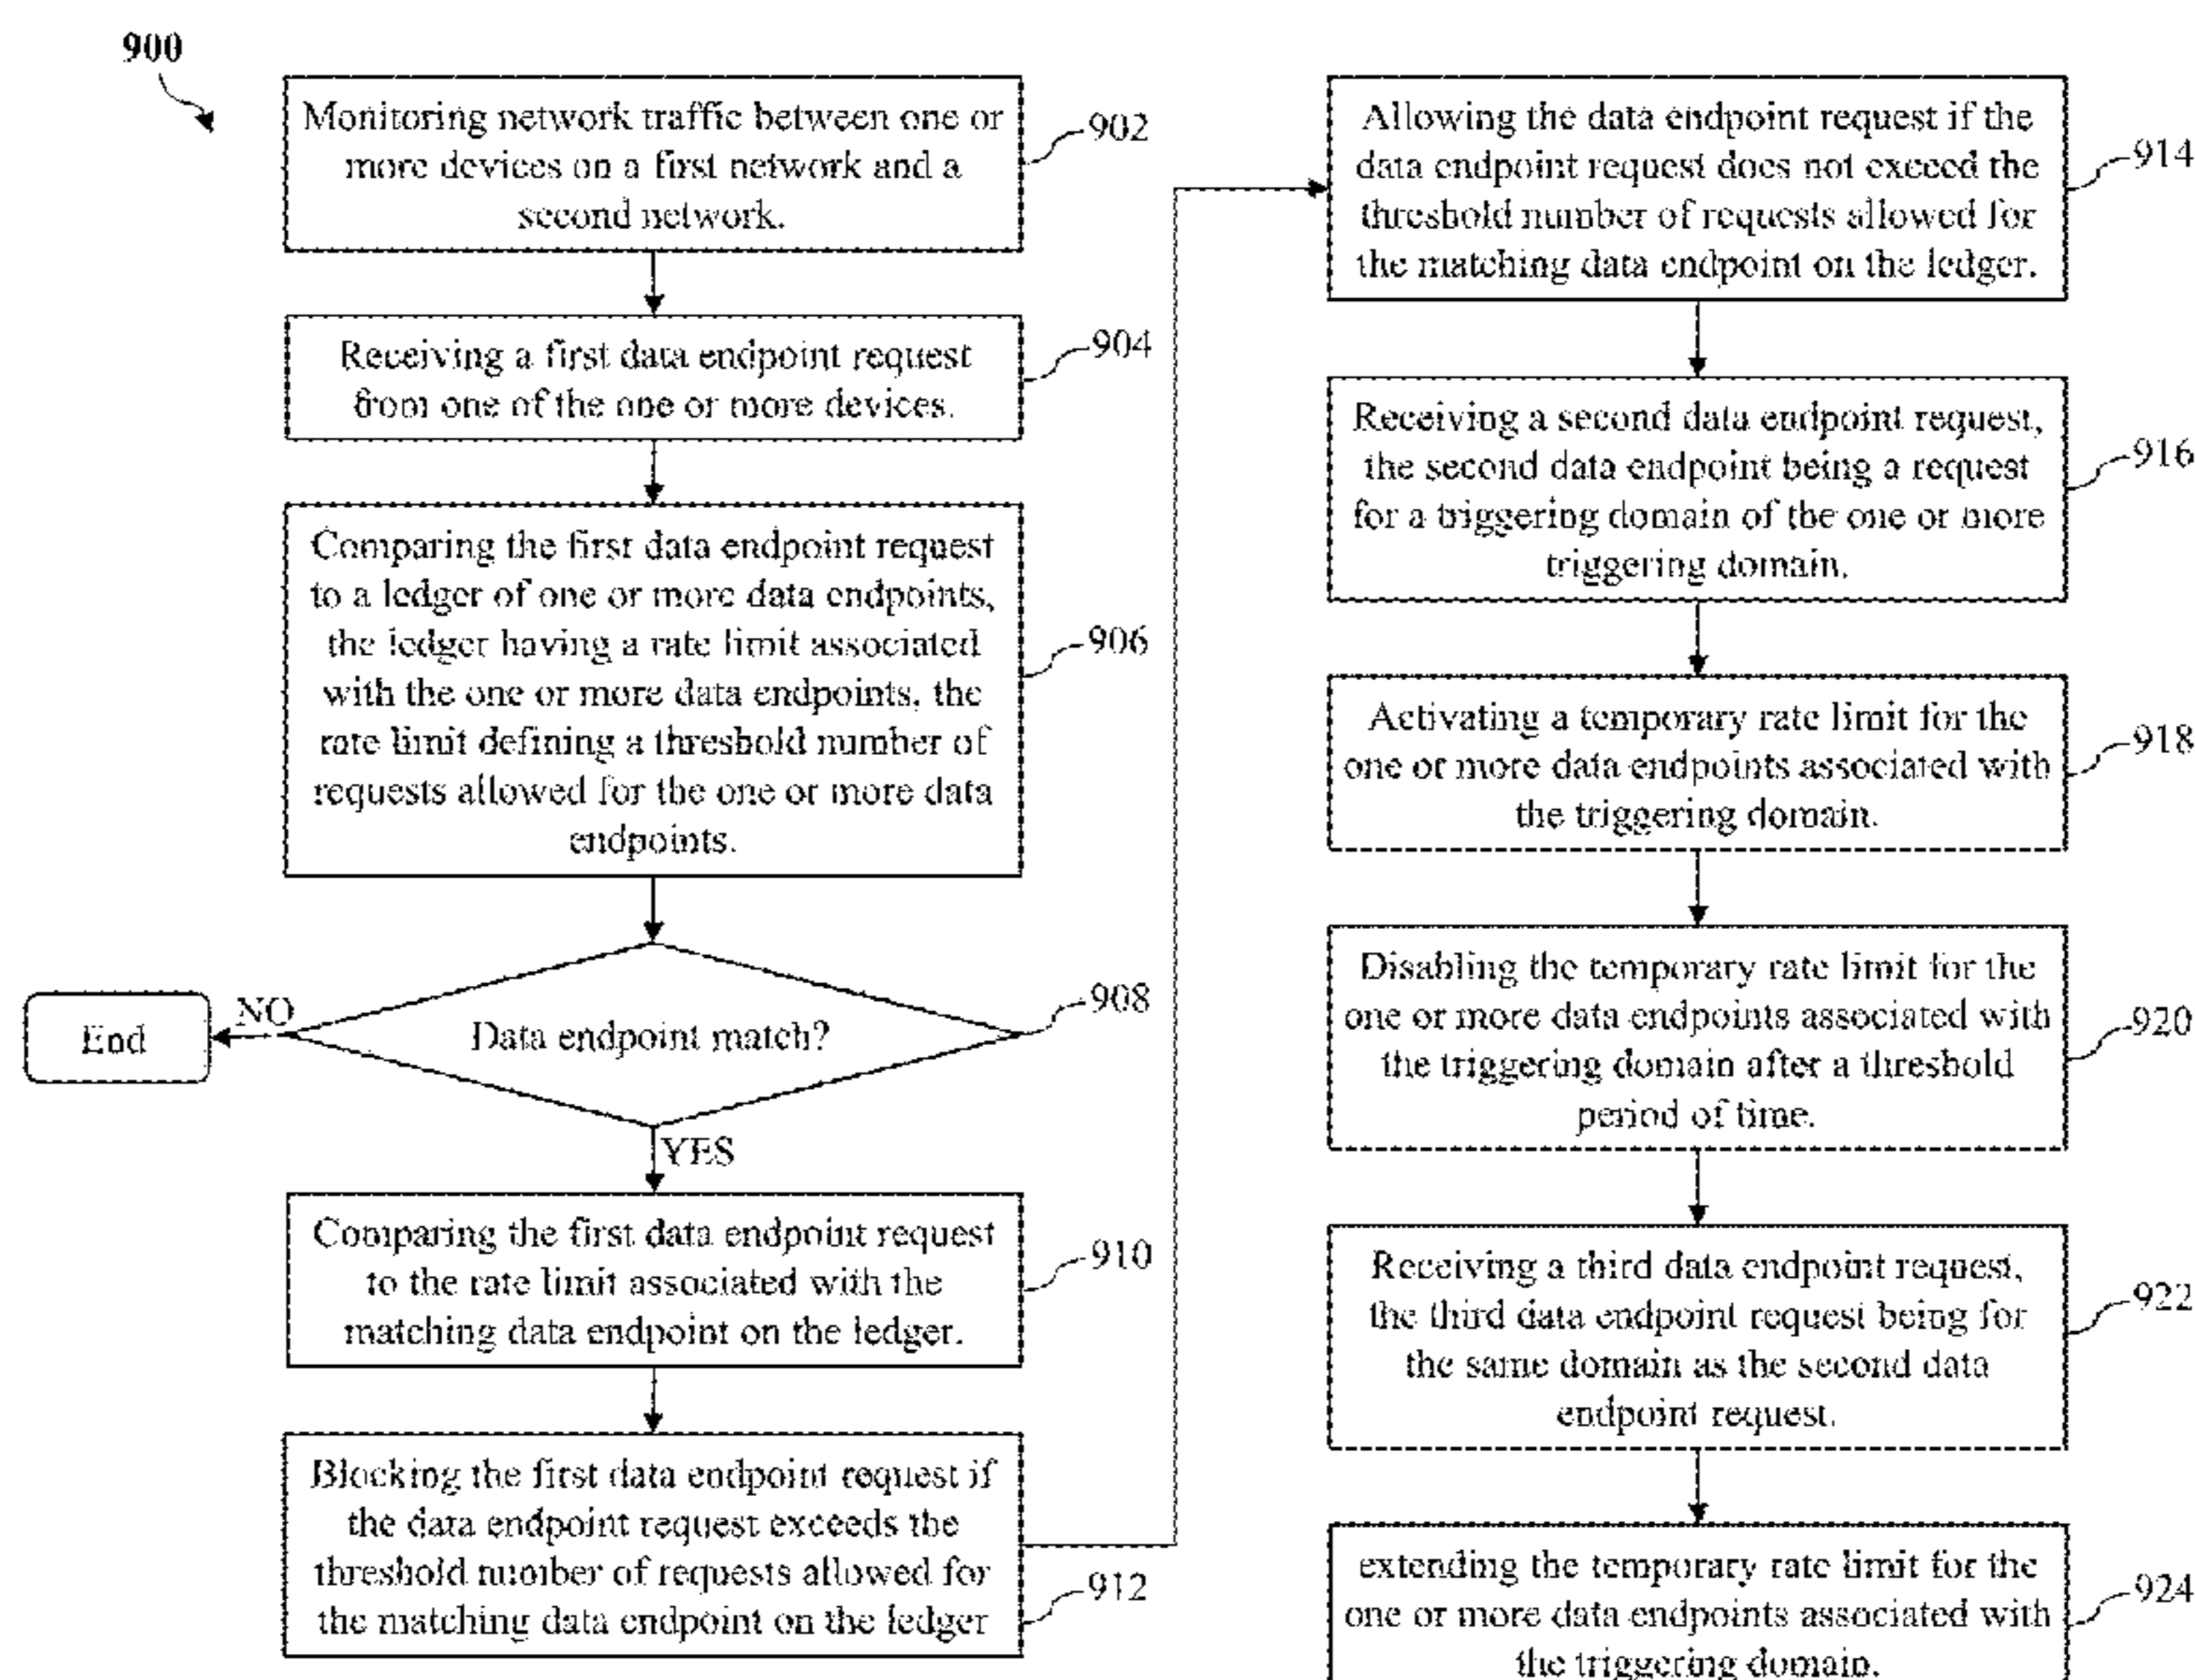 900
Monitoring network traffic between one or
more devices on a first network and a
second network.
902
Receiving a first data endpoint request
from one of the one or more devices.
904
Comparing the first data endpoint request
to a ledger of one or more data endpoints,
the ledger having a rate limit associated
with the one or more data endpoints, the
rate limit defining a threshold number of
requests allowed for the one or more data
endpoints.
906
Data endpoint match?
908
NO
End
YES
Comparing the first data endpoint request
to the rate limit associated with the
matching data endpoint on the ledger.
910
Blocking the first data endpoint request if
the data endpoint request exceeds the
threshold number of requests allowed for
the matching data endpoint on the ledger
912
Allowing the data endpoint request if the
data endpoint request does not exceed the
threshold number of requests allowed for
the matching data endpoint on the ledger.
914
Receiving a second data endpoint request,
the second data endpoint being a request
for a triggering domain of the one or more
triggering domain.
916
Activating a temporary rate limit for the
one or more data endpoints associated with
the triggering domain.
918
Disabling the temporary rate limit for the
one or more data endpoints associated with
the triggering domain after a threshold
period of time.
920
Receiving a third data endpoint request,
the third data endpoint request being for
the same domain as the second data
endpoint request.
922
extending the temporary rate limit for the
one or more data endpoints associated with
the triggering domain.
924